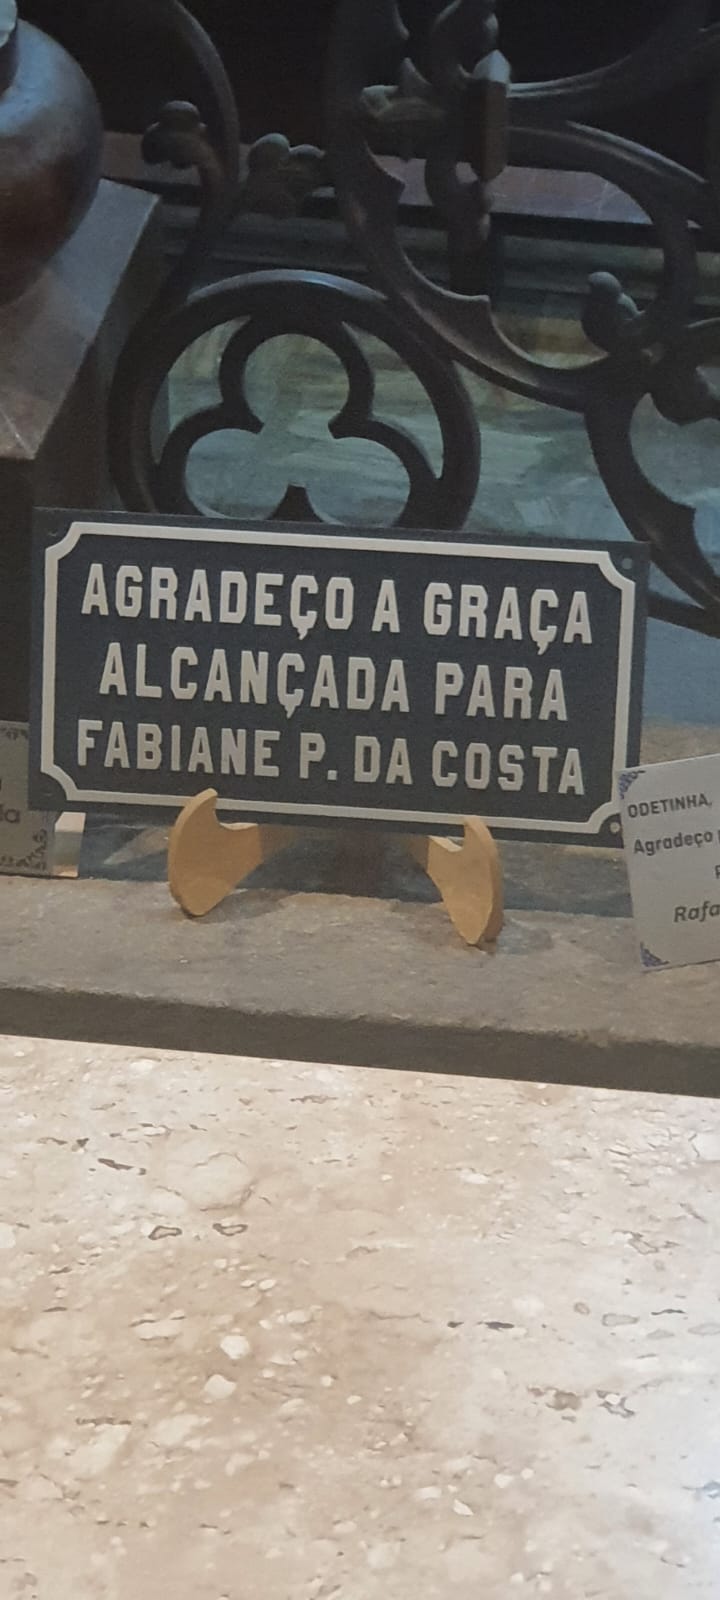 AGRADEÇO A GRAÇA
ALCANÇADA PARA
FABIANE P. DA COSTA
ODETINHA,
Agradeço
Rafa